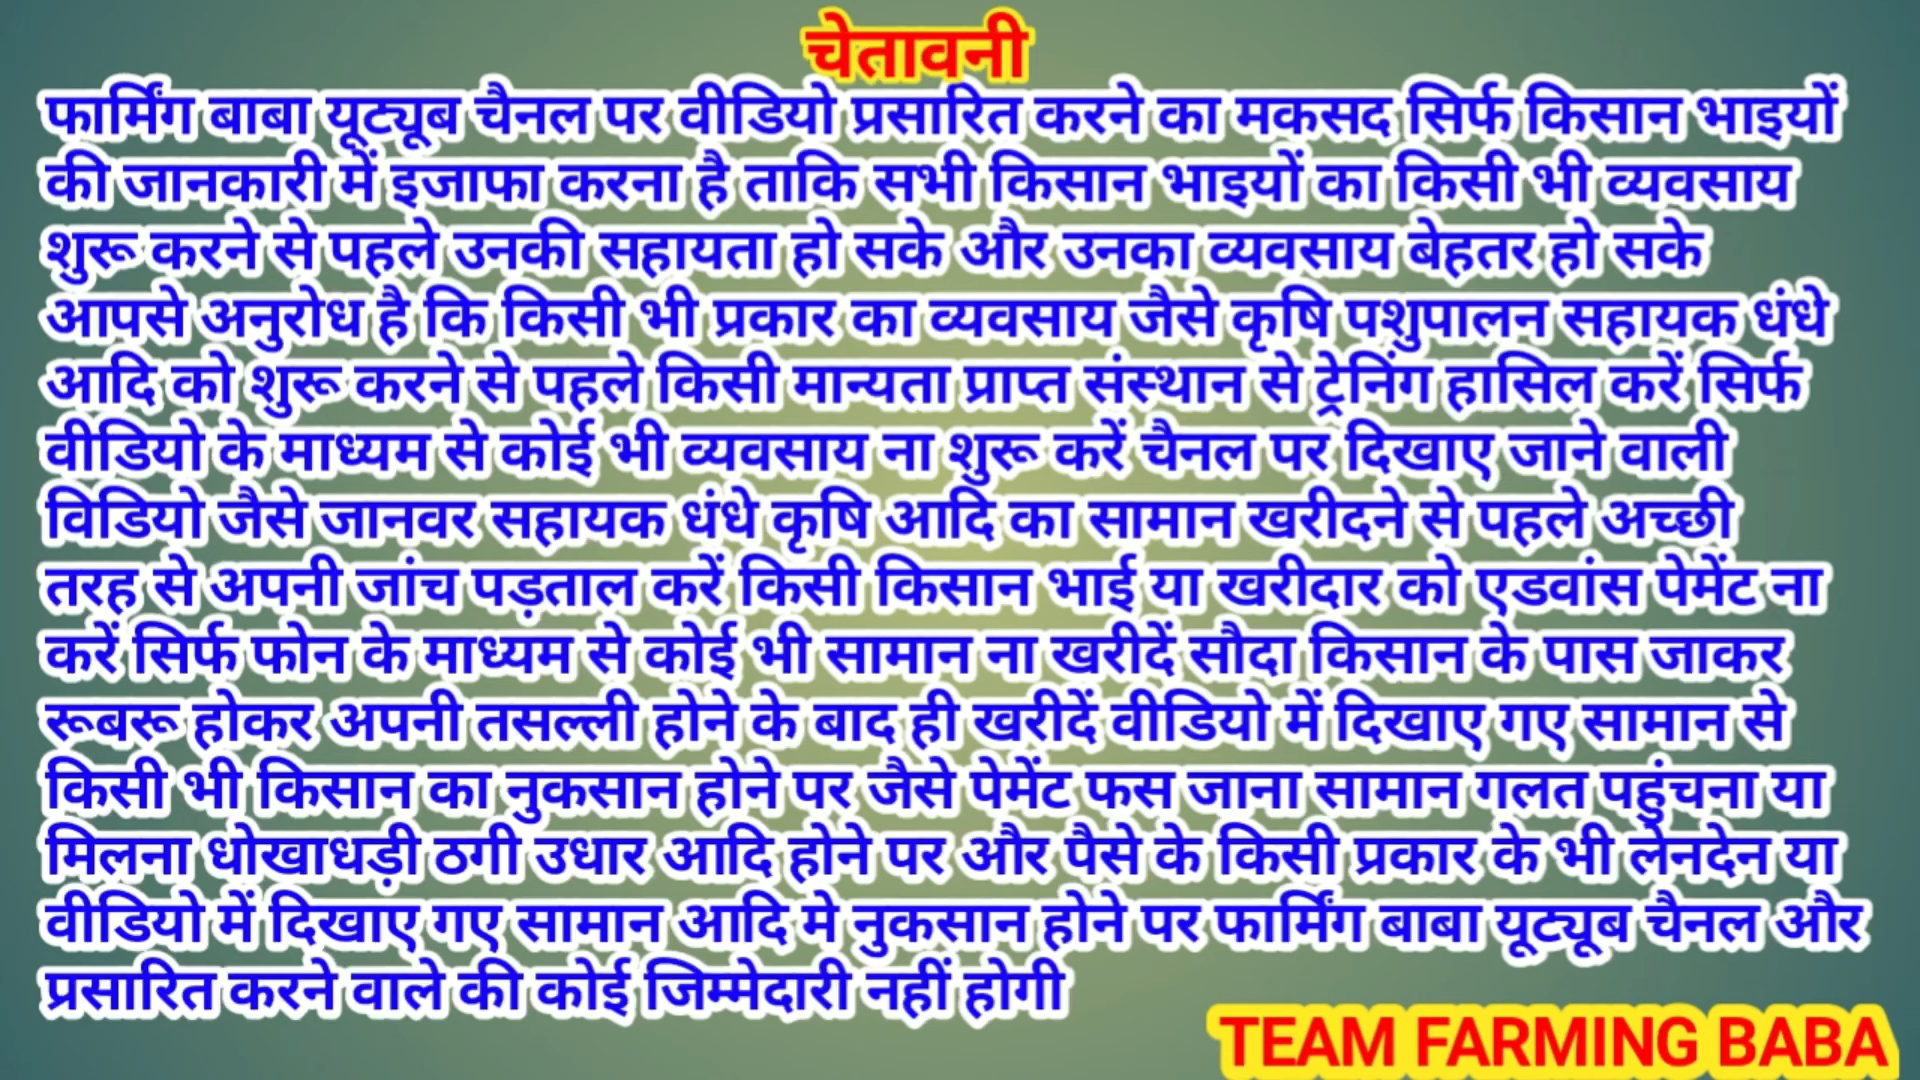 चेतावनी
फार्मिंग बाबा यूट्यूब चैनल पर वीडियो प्रसारित करने का मकसद सिर्फ किसान भाइयों
की जानकारी में इजाफा करना है ताकि सभी किसान भाइयों का किसी भी व्यवसाय
शुरू करने से पहले उनकी सहायता हो सके और उनका व्यवसाय बेहतर हो सके
आपसे अनुरोध है कि किसी भी प्रकार का व्यवसाय जैसे कृषि पशुपालन सहायक धंधे
आदि को शुरू करने से पहले किसी मान्यता प्राप्त संस्थान से ट्रेनिंग हासिल करें सिर्फ
वीडियो के माध्यम से कोई भी व्यवसाय ना शुरू करें चैनल पर दिखाए जाने वाली
विडियो जैसे जानवर सहायक धंधे कृषि आदि का सामान खरीदने से पहले अच्छी
तरह से अपनी जांच पड़ताल करें किसी किसान भाई या खरीदार को एडवांस पेमेंट ना
करें सिर्फ फोन के माध्यम से कोई भी सामान ना खरीदें सौदा किसान के पास जाकर
रूबरू होकर अपनी तसल्ली होने के बाद ही खरीदें वीडियो में दिखाए गए सामान से
किसी भी किसान का नुकसान होने पर जैसे पेमेंट फस जाना सामान गलत पहुंचना या
मिलना धोखाधड़ी ठगी उधार आदि होने पर और पैसे के किसी प्रकार के भी लेनदेन या
वीडियो में दिखाए गए सामान आदि मे नुकसान होने पर फार्मिंग बाबा यूट्यूब चैनल और
प्रसारित करने वाले की कोई जिम्मेदारी नहीं होगी
TEAM FARMING BABA